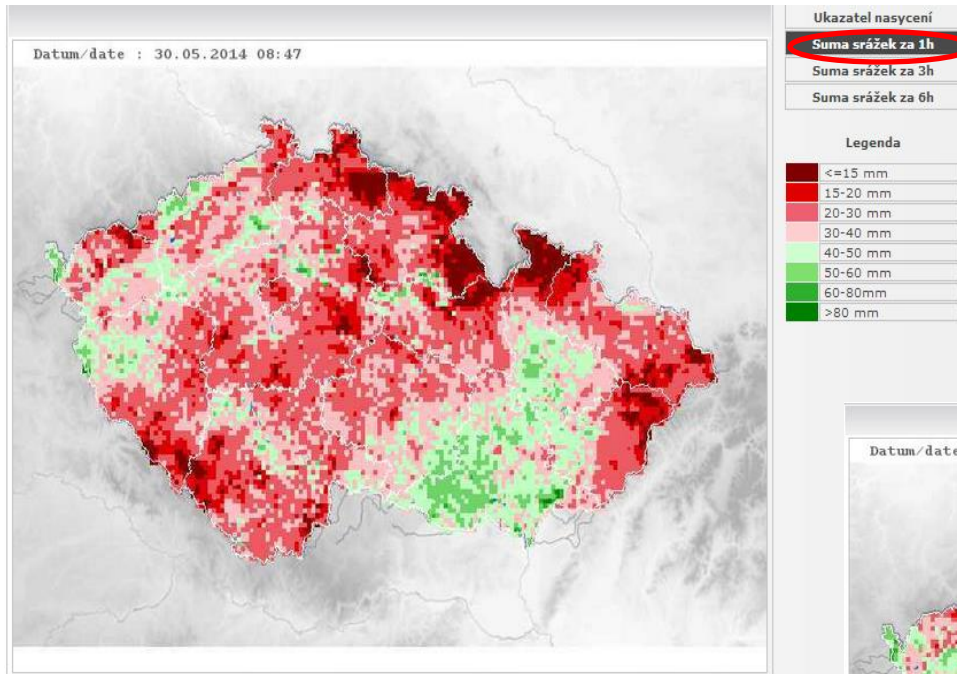 Datum/date : 30.05.2014 08:47
Ukazatel nasycení
Suma srážek za 1h
Suma srážek za 3h
Suma srážek za 6h
Legenda
<=15 mm
15-20 mm
20-30 mm
30-40 mm
40-50 mm
50-60 mm
60-80mm
>80 mm
Datum/date